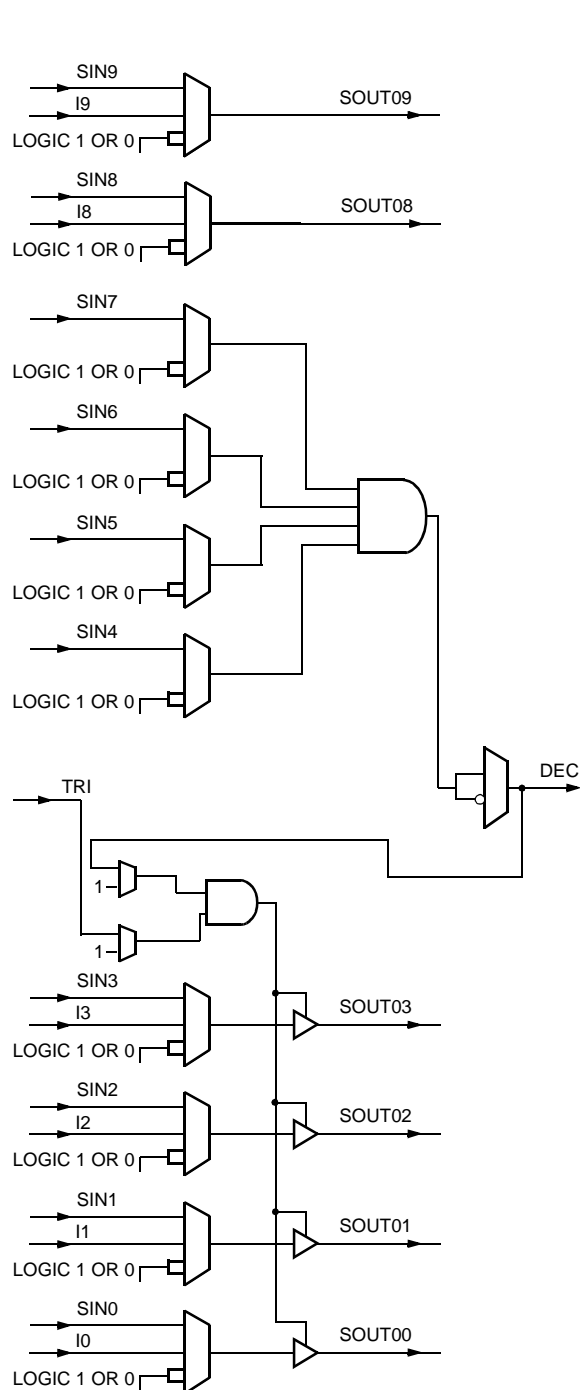 SIN9
I9
SOUT09
LOGIC 1 OR 0
SIN8
I8
SOUT08
LOGIC 1 OR 0
SIN7
LOGIC 1 OR 0
SIN6
LOGIC 1 OR 0
SIN5
LOGIC 1 OR 0
SIN4
LOGIC 1 OR 0
DEC
TRI
1
1
SIN3
I3
SOUT03
LOGIC 1 OR 0
SIN2
I2
SOUT02
LOGIC 1 OR 0
SIN1
I1
SOUT01
LOGIC 1 OR 0
SIN0
I0
SOUT00
LOGIC 1 OR 0